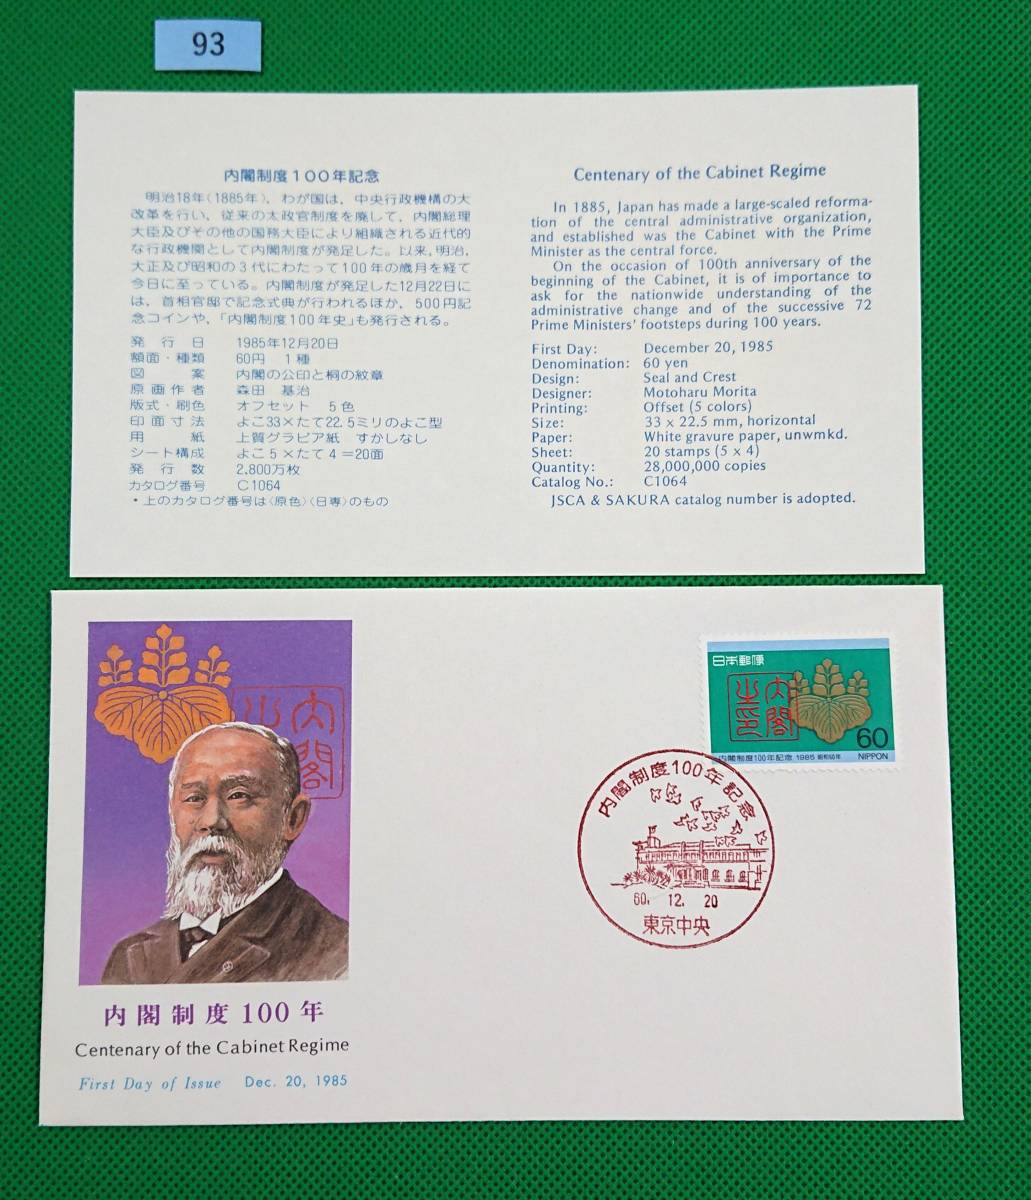 93
内閣制度100年記念
明治18年(1885年)、わが国は、中央行政機構の大
改革を行い、従来の太政官制度を廃して、内閣総理
大臣及びその他の国務大臣により組織される近代的
な行政機関として内閣制度が発足した。以来,明治、
大正及び昭和の3代にわたって100年の歳月を経て
今日に至っている。内閣制度が発足した12月22日に
は、首相官邸で記念式典が行われるほか、500円記
念コインや、「内閣制度100年史」も発行される。
発行日 1985年12月20日
額面・種類 60円 1種
図案 内閣の公印と桐の紋章
原画作者 森田 基治
版式・刷色 オフセット 5色
印面寸法 よこ33×たて22.5ミリのよこ型
用紙 上質グラビア紙 すかしなし
シート構成 よこ5×たて4=20面
発行数 2,800万枚
カタログ番号 C1064
・上のカタログ番号は〈原色〉〈日専〉のもの
Centenary of the Cabinet Regime
In 1885, Japan has made a large-scaled reforma-
tion of the central administrative organization,
and established was the Cabinet with the Prime
Minister as the central force.
On the occasion of 100th anniversary of the
beginning of the Cabinet, it is of importance to
ask for the nationwide understanding of the
administrative change and of the successive 72
Prime Ministers' footsteps during 100 years.
First Day: December 20, 1985
Denomination: 60 yen
Design: Seal and Crest
Designer: Motoharu Morita
Printing: Offset (5 colors)
Size: 33 x 22.5 mm, horizontal
Paper: White gravure paper, unwmkd.
Sheet: 20 stamps (5 x 4)
Quantity: 28,000,000 copies
Catalog No.: C1064
JSCA & SAKURA catalog number is adopted.
内閣之
内閣制度100年
Centenary of the Cabinet Regime
First Day of Issue Dec. 20, 1985
日本郵便
内閣之印
60
内閣制度100年記念 1985 昭和60年 NIPPON
内閣制度100年記念
60. 12. 20
東京中央